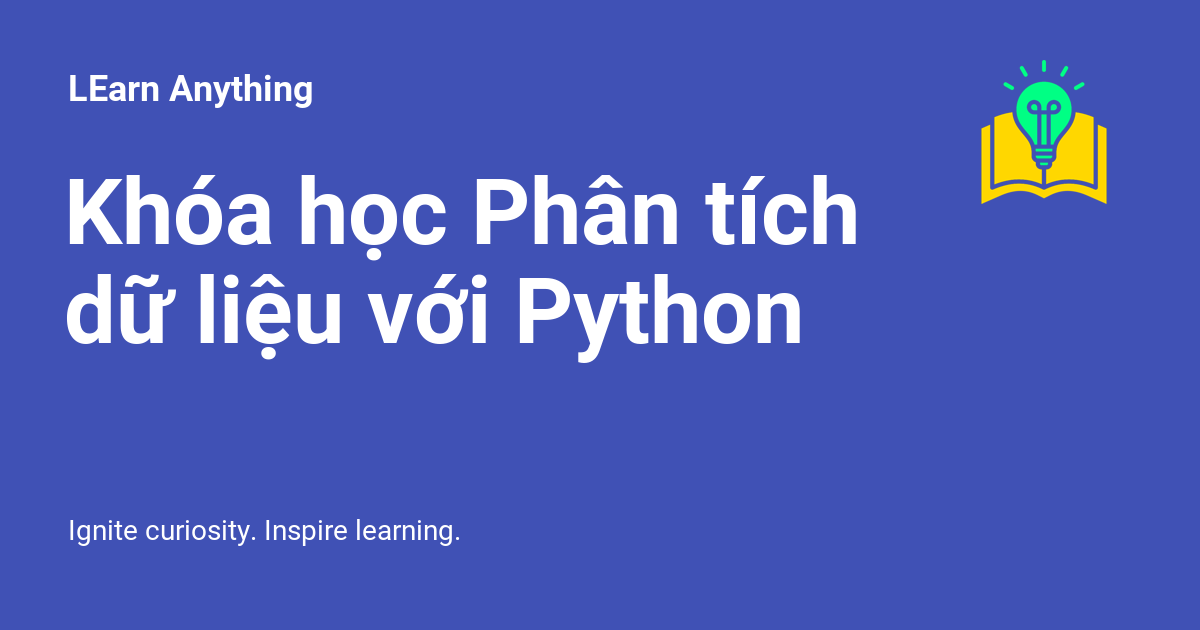 LEarn Anything
Khóa học Phân tích
dữ liệu với Python
Ignite curiosity. Inspire learning.